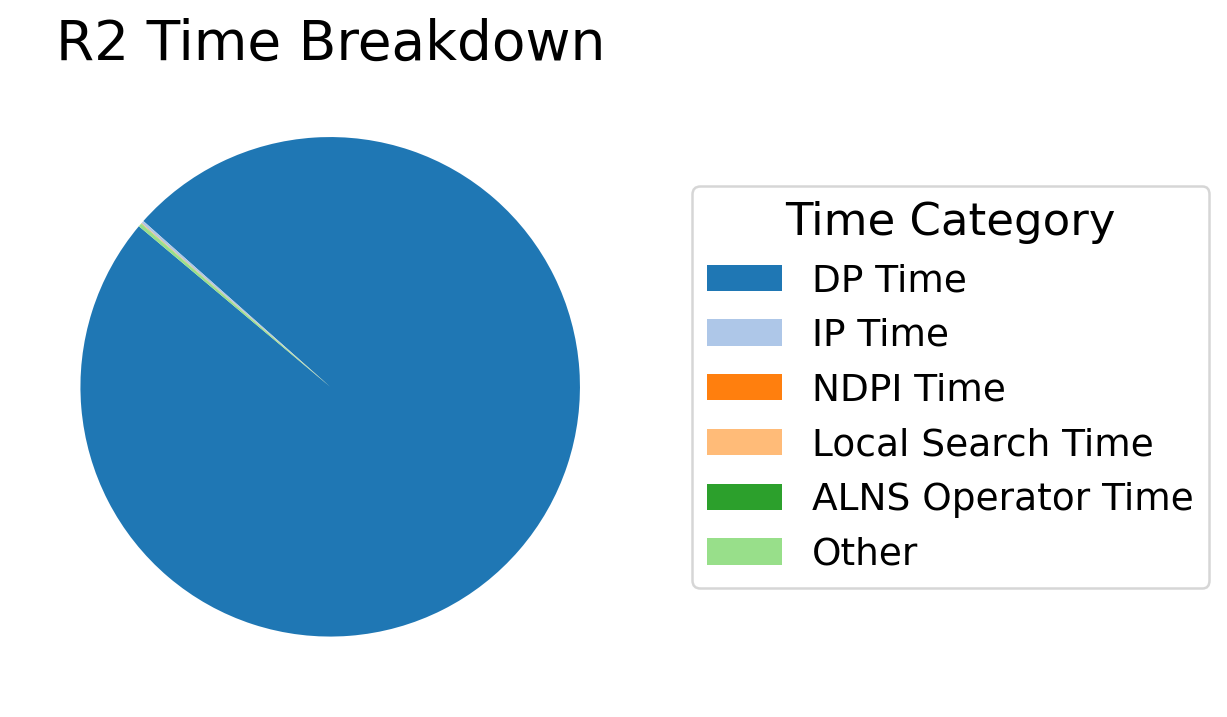 R2 Time Breakdown
Time Category
DP Time
IP Time
NDPI Time
Local Search Time
ALNS Operator Time
Other